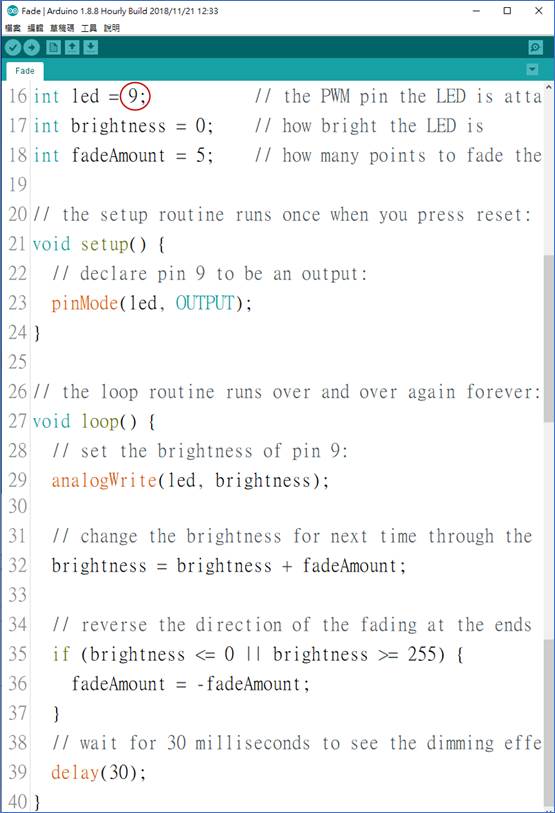 Fade | Arduino 1.8.8 Hourly Build 2018/11/21 12:33
檔案 編輯 草稿碼 工具 說明
Fade
16 int led = 9; // the PWM pin the LED is atta
17 int brightness = 0; // how bright the LED is
18 int fadeAmount = 5; // how many points to fade the
19
20 // the setup routine runs once when you press reset:
21 void setup() {
22 // declare pin 9 to be an output:
23 pinMode(led, OUTPUT);
24 }
25
26 // the loop routine runs over and over again forever:
27 void loop() {
28 // set the brightness of pin 9:
29 analogWrite(led, brightness);
30
31 // change the brightness for next time through the
32 brightness = brightness + fadeAmount;
33
34 // reverse the direction of the fading at the ends
35 if (brightness <= 0 || brightness >= 255) {
36 fadeAmount = -fadeAmount;
37 }
38 // wait for 30 milliseconds to see the dimming effe
39 delay(30);
40 }